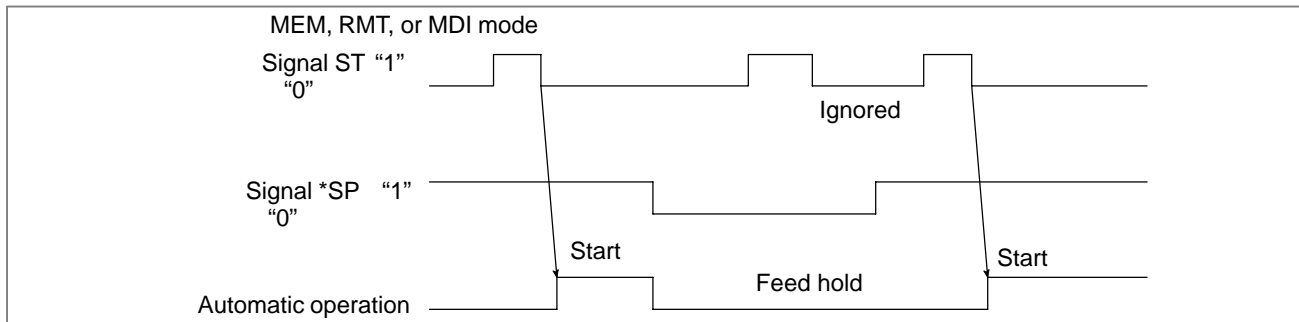 MEM, RMT, or MDI mode
Signal ST “1”
“0”
Ignored
Signal *SP “1”
“0”
Start
Start
Feed hold
Automatic operation